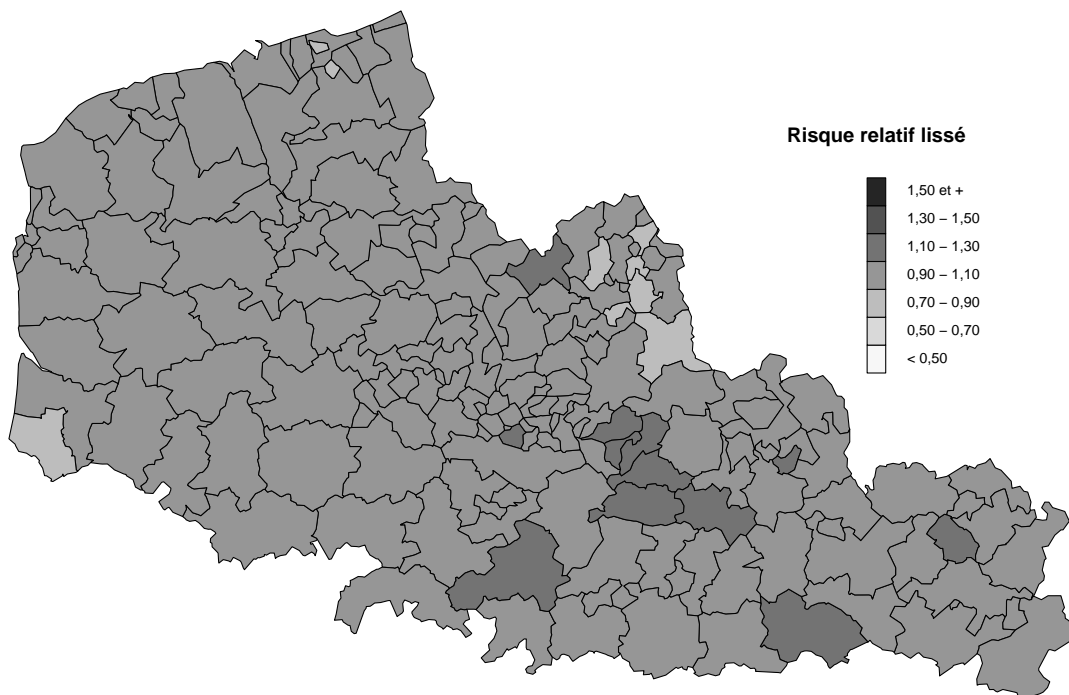 Risque relatif lissé
1,50 et +
1,30 – 1,50
1,10 – 1,30
0,90 – 1,10
0,70 – 0,90
0,50 – 0,70
< 0,50